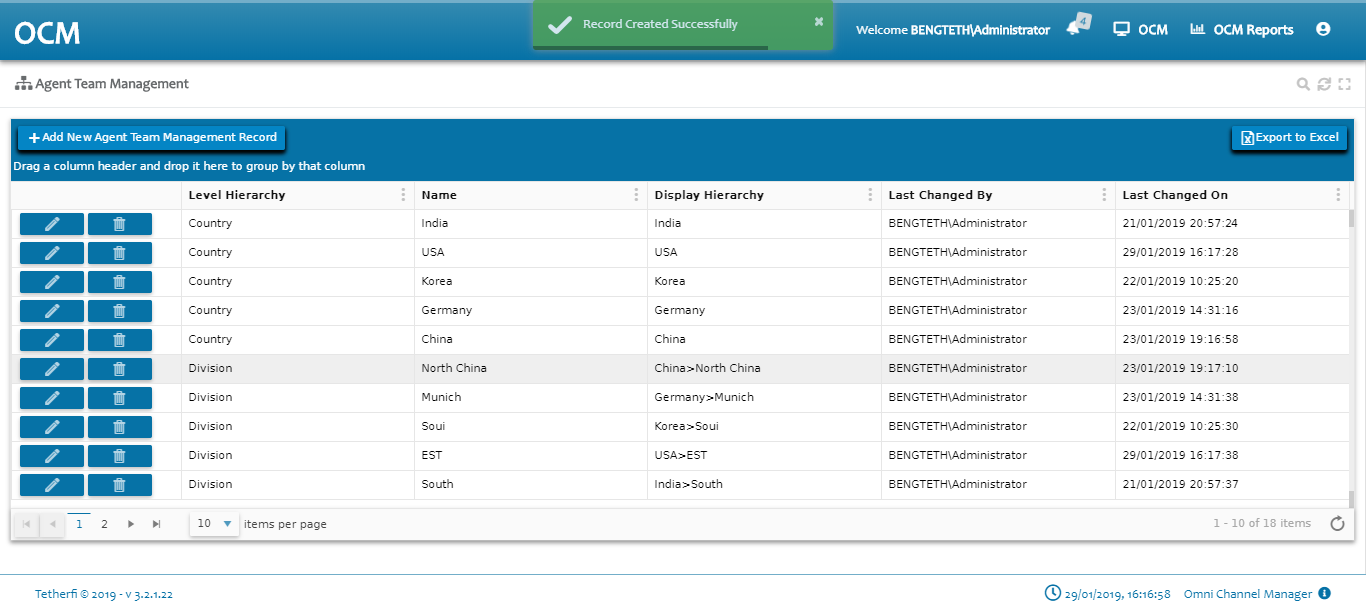 OCM
Record Created Successfully
Welcome BENGTETH\Administrator
4
OCM
OCM Reports
Agent Team Management
Add New Agent Team Management Record
Export to Excel
Drag a column header and drop it here to group by that column
Level Hierarchy Name Display Hierarchy Last Changed By Last Changed On
Country India India BENGTETH\Administrator 21/01/2019 20:57:24
Country USA USA BENGTETH\Administrator 29/01/2019 16:17:28
Country Korea Korea BENGTETH\Administrator 22/01/2019 10:25:20
Country Germany Germany BENGTETH\Administrator 23/01/2019 14:31:16
Country China China BENGTETH\Administrator 23/01/2019 19:16:58
Division North China China>North China BENGTETH\Administrator 23/01/2019 19:17:10
Division Munich Germany>Munich BENGTETH\Administrator 23/01/2019 14:31:38
Division Soui Korea>Soui BENGTETH\Administrator 22/01/2019 10:25:30
Division EST USA>EST BENGTETH\Administrator 29/01/2019 16:17:38
Division South India>South BENGTETH\Administrator 21/01/2019 20:57:37
1 2 10 items per page 1 - 10 of 18 items
Tetherfi © 2019 - v 3.2.1.22 29/01/2019, 16:16:58 Omni Channel Manager